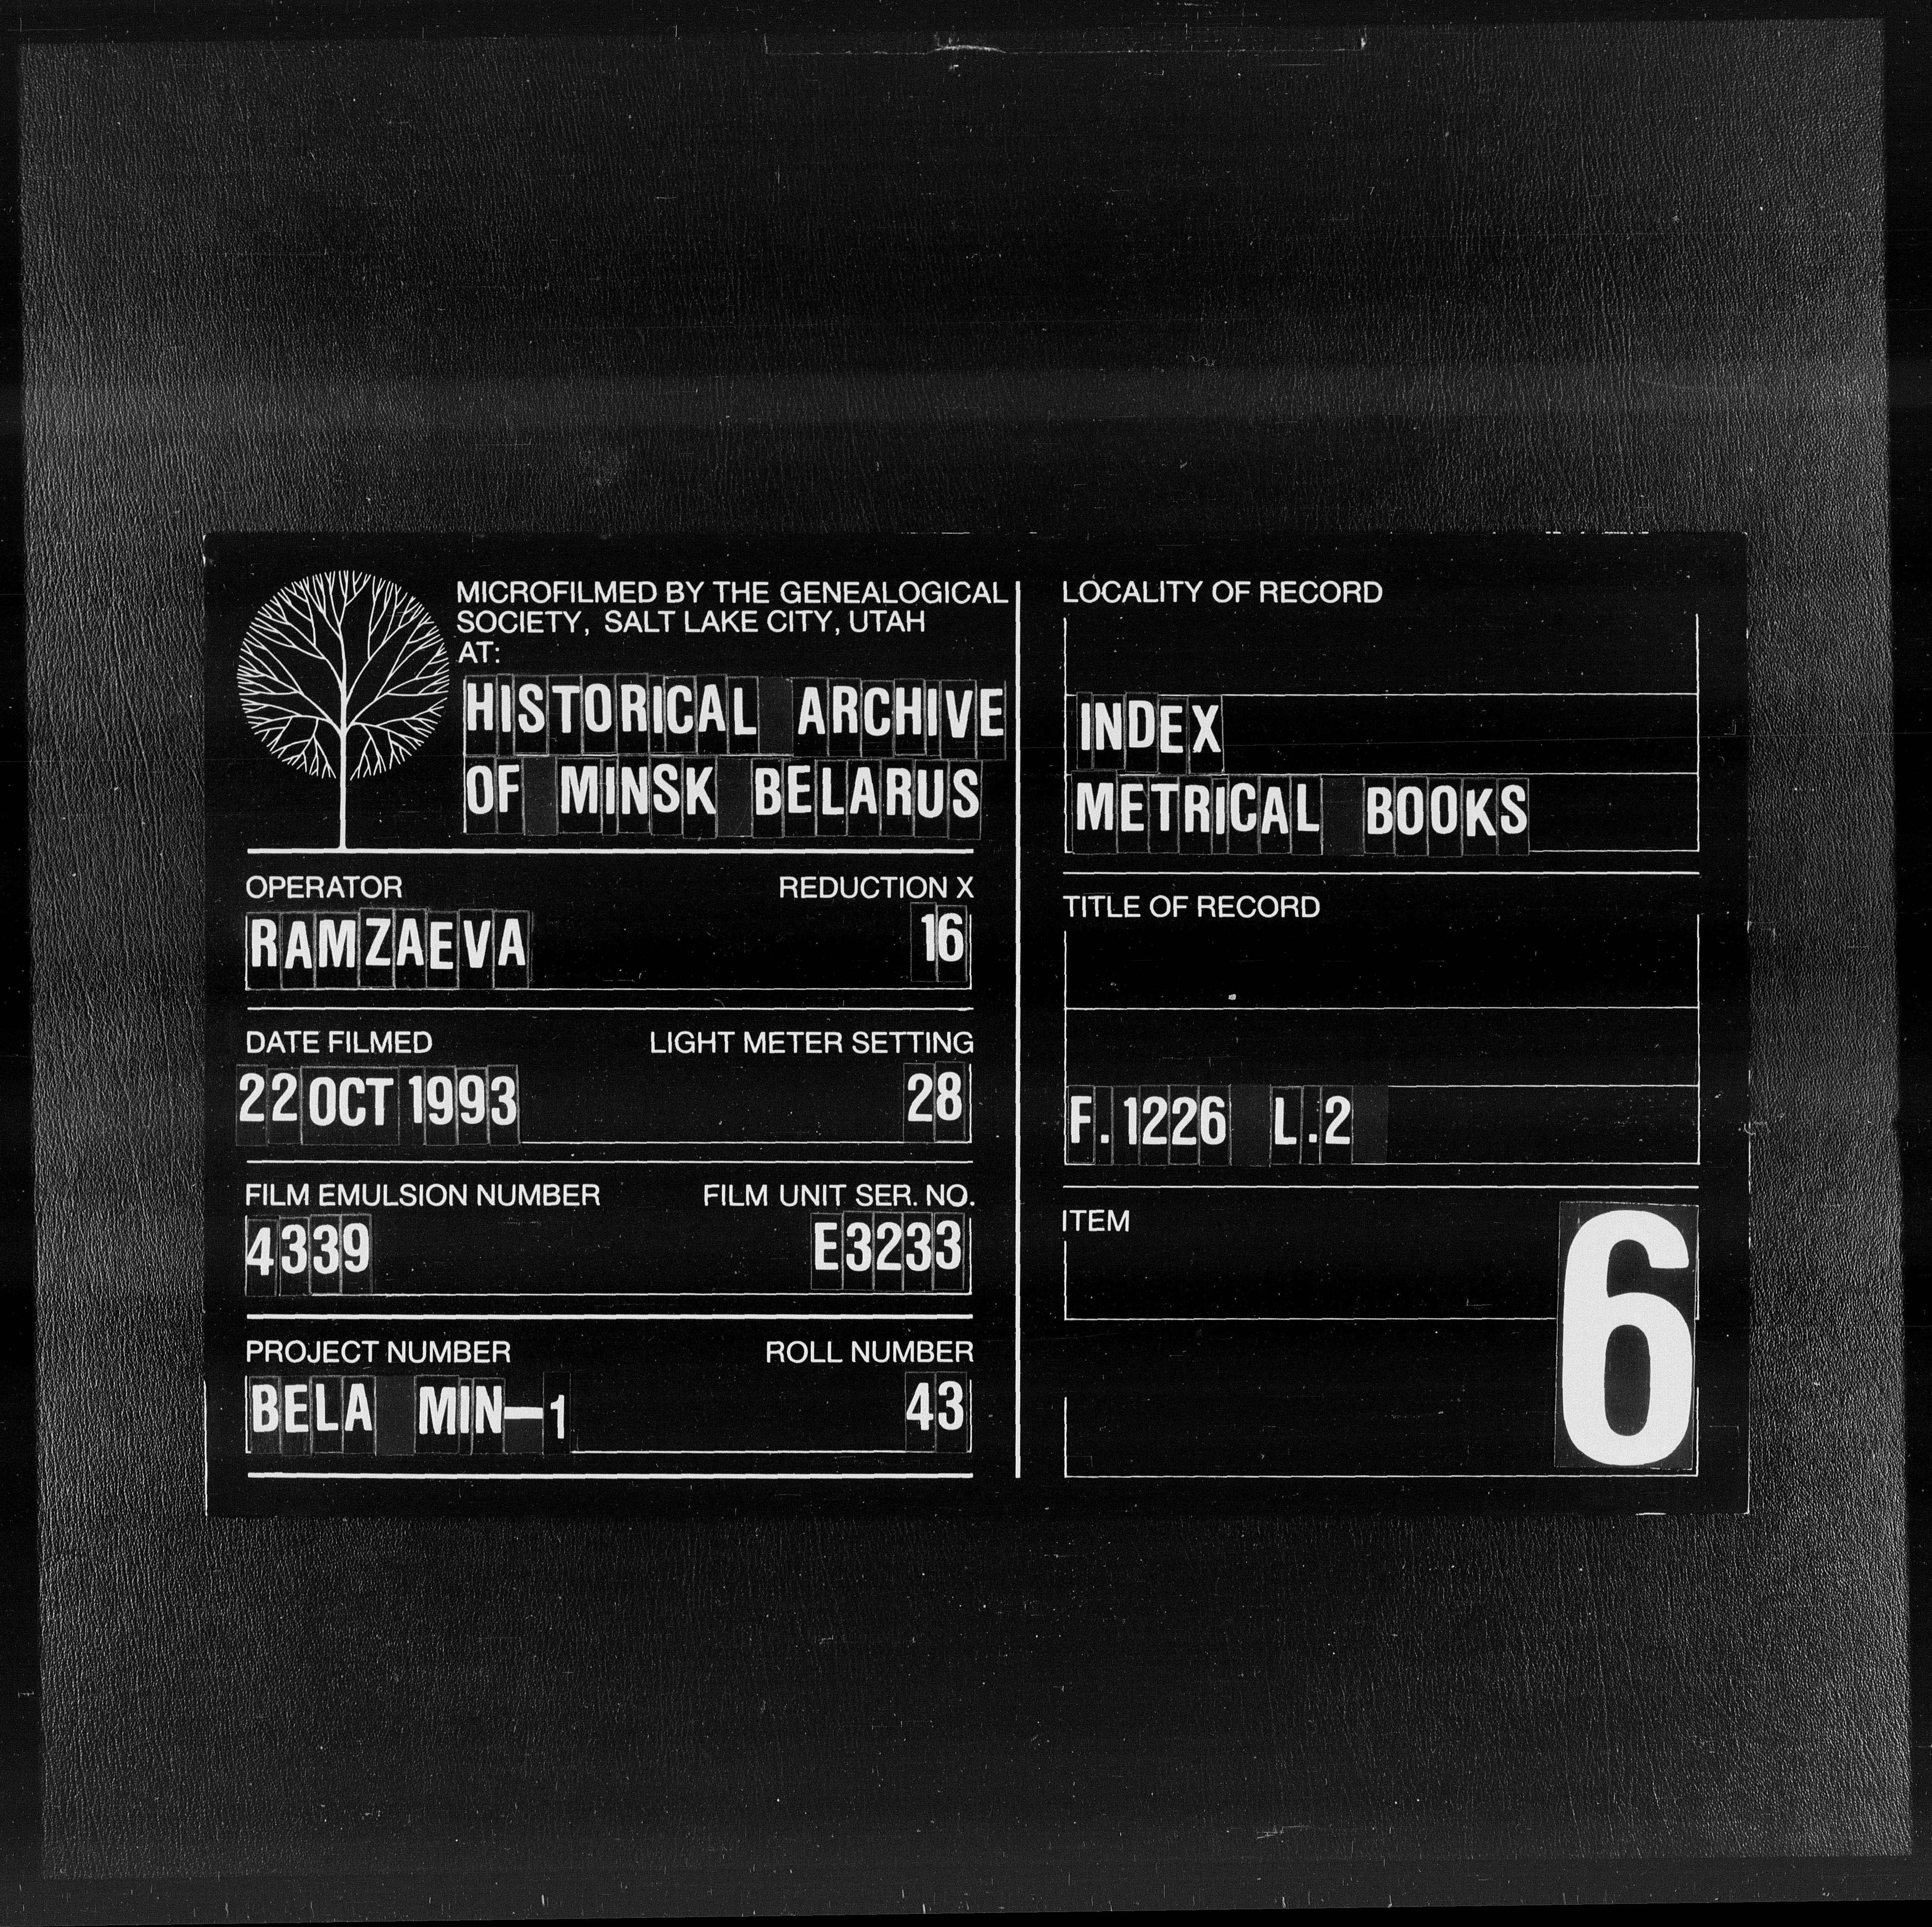 MICROFILMED BY THE GENEALOGICAL
SOCIETY, SALT LAKE CITY, UTAH
AT:
HISTORICAL ARCHIVE
OF MINSK BELARUS
OPERATOR REDUCTION X
RAMZAEVA 16
DATE FILMED LIGHT METER SETTING
22 OCT 1993 28
FILM EMULSION NUMBER FILM UNIT SER. NO.
4339 E3233
PROJECT NUMBER ROLL NUMBER
BELA MIN-1 43
LOCALITY OF RECORD
INDEX
METRICAL BOOKS
TITLE OF RECORD
F. 1226 L.2
ITEM
6